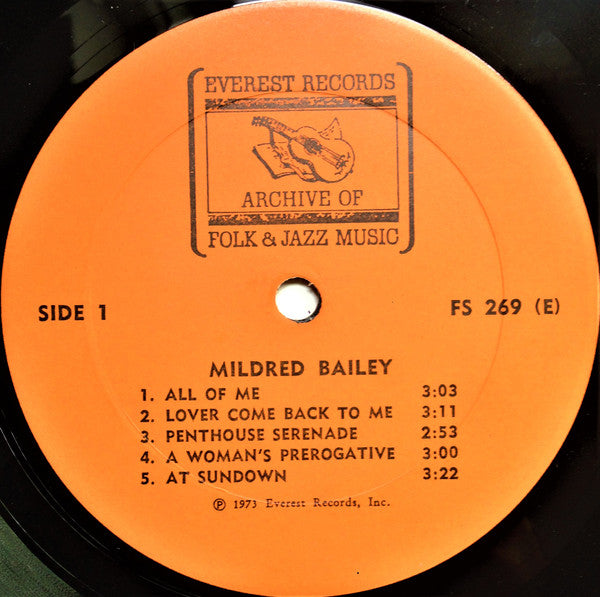 EVEREST RECORDS
ARCHIVE OF
FOLK & JAZZ MUSIC
SIDE 1
FS 269 (E)
MILDRED BAILEY
1. ALL OF ME 3:03
2. LOVER COME BACK TO ME 3:11
3. PENTHOUSE SERENADE 2:53
4. A WOMAN'S PREROGATIVE 3:00
5. AT SUNDOWN 3:22
℗ 1973 Everest Records, Inc.